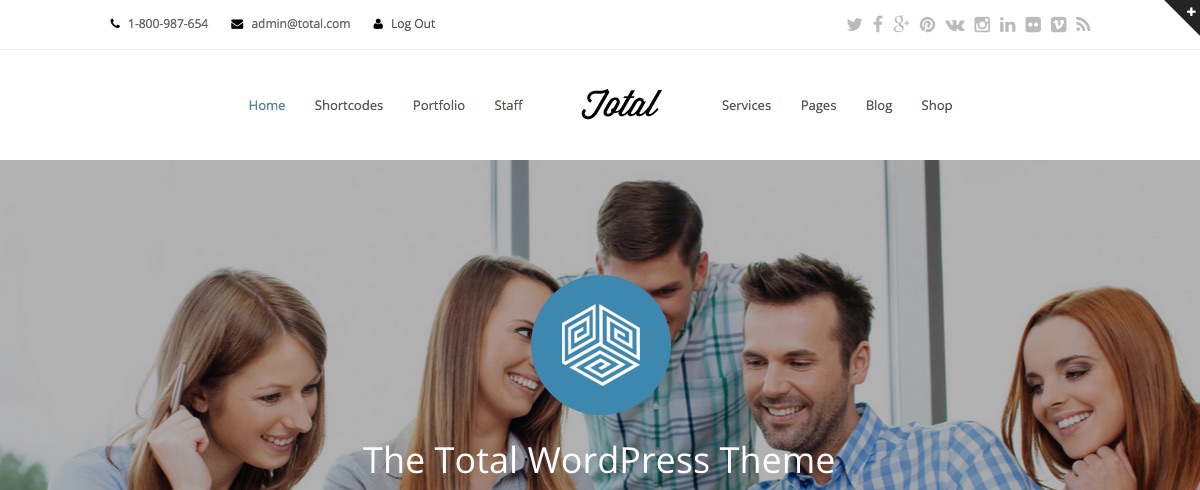 1-800-987-654 admin@total.com Log Out
Home Shortcodes Portfolio Staff Total Services Pages Blog Shop
The Total WordPress Theme